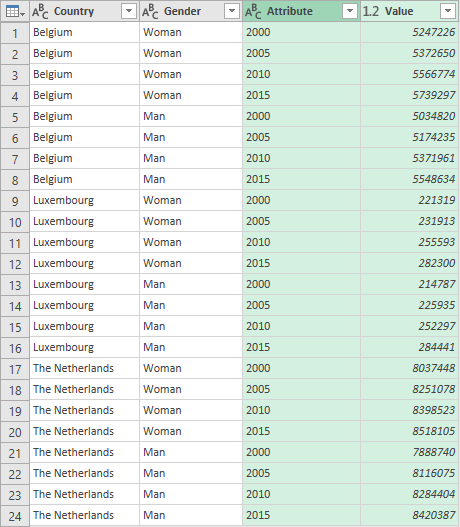 ABC Country ABC Gender ABC Attribute 1.2 Value
1 Belgium Woman 2000 5247226
2 Belgium Woman 2005 5372650
3 Belgium Woman 2010 5566774
4 Belgium Woman 2015 5739297
5 Belgium Man 2000 5034820
6 Belgium Man 2005 5174235
7 Belgium Man 2010 5371961
8 Belgium Man 2015 5548634
9 Luxembourg Woman 2000 221319
10 Luxembourg Woman 2005 231913
11 Luxembourg Woman 2010 255593
12 Luxembourg Woman 2015 282300
13 Luxembourg Man 2000 214787
14 Luxembourg Man 2005 225935
15 Luxembourg Man 2010 252297
16 Luxembourg Man 2015 284441
17 The Netherlands Woman 2000 8037448
18 The Netherlands Woman 2005 8251078
19 The Netherlands Woman 2010 8398523
20 The Netherlands Woman 2015 8518105
21 The Netherlands Man 2000 7888740
22 The Netherlands Man 2005 8116075
23 The Netherlands Man 2010 8284404
24 The Netherlands Man 2015 8420387